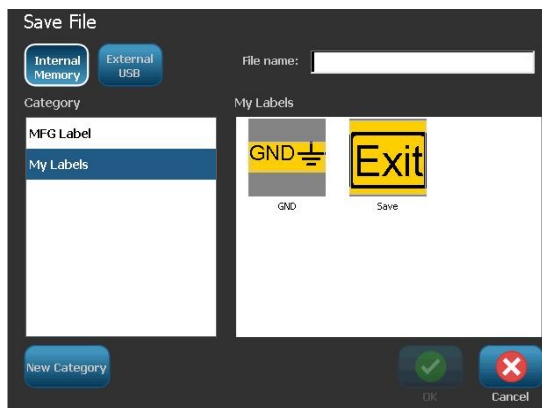 Save File
Internal
Memory
External
USB
File name:
Category
My Labels
MFG Label
My Labels
GND
Exit
GND
Save
New Category
OK
Cancel